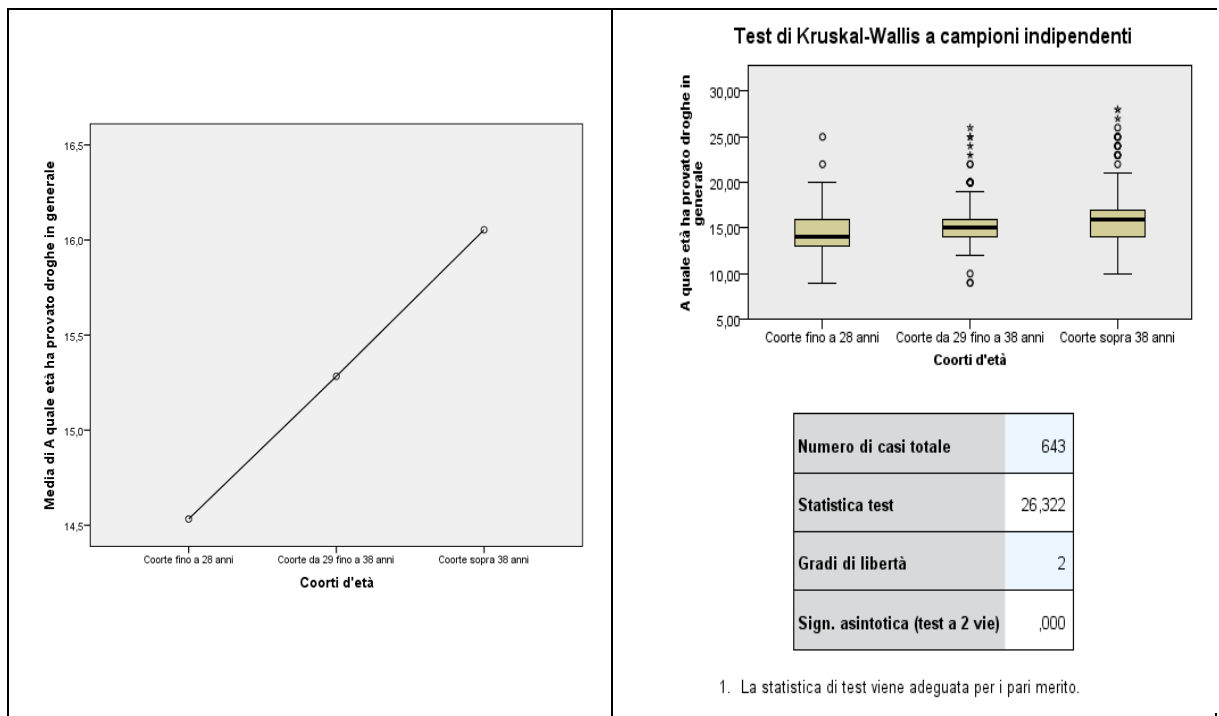 Media di A quale età ha provato droghe in generale
16,5
16,0
15,5
15,0
14,5
Coorte fino a 28 anni
Coorte da 29 fino a 38 anni
Coorte sopra 38 anni
Coorti d'età
Test di Kruskal-Wallis a campioni indipendenti
A quale età ha provato droghe in
generale
30,00
25,00
20,00
15,00
10,00
5,00
Coorte fino a 28 anni
Coorte da 29 fino a 38 anni
Coorte sopra 38 anni
Coorti d'età
Numero di casi totale 643
Statistica test 26,322
Gradi di libertà 2
Sign. asintotica (test a 2 vie) ,000
1. La statistica di test viene adeguata per i pari merito.